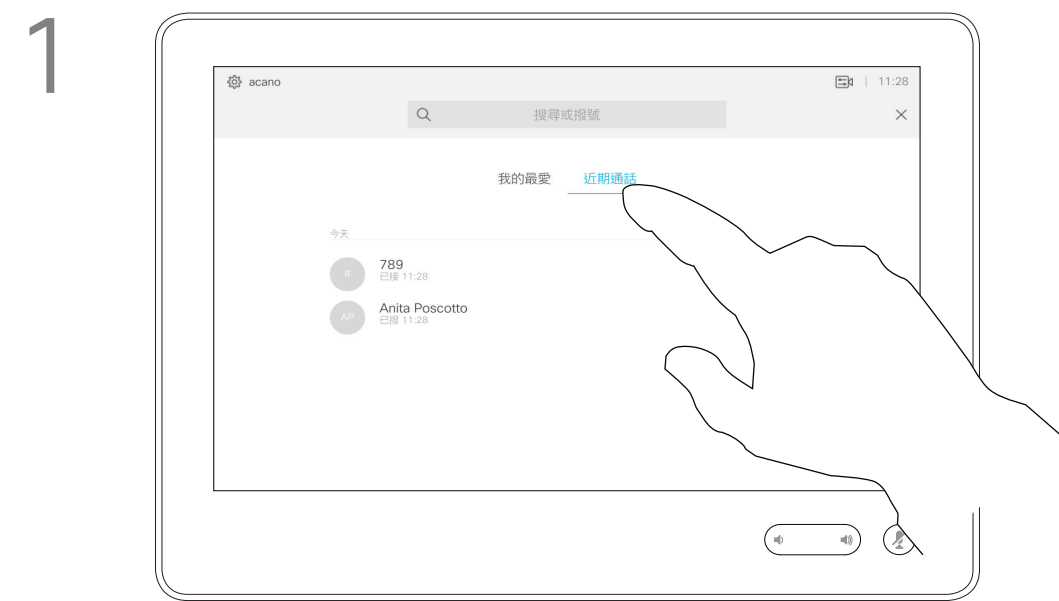 1
acano 11:28
搜尋或撥號
我的最愛 近期通話
今天
# 789
已接 11:28
AP Anita Poscotto
已撥 11:28